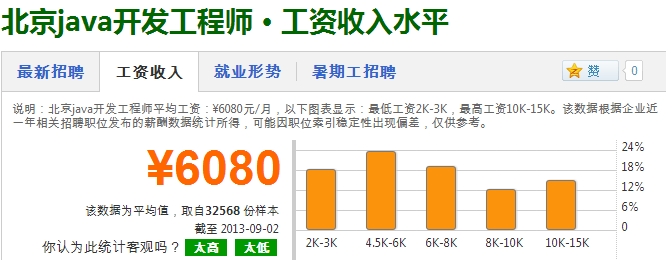 北京java开发工程师 • 工资收入水平
最新招聘 工资收入 就业形势 暑期工招聘 赞 0
说明：北京java开发工程师平均工资：¥6080元/月，以下图表显示：最低工资2K-3K，最高工资10K-15K。该数据根据企业近
一年相关招聘职位发布的薪酬数据统计所得，可能因职位索引稳定性出现偏差，仅供参考。
¥6080
该数据为平均值，取自32568 份样本
截至 2013-09-02
你认为此统计客观吗？ 太高 太低
24%
18%
12%
6%
0
2K-3K 4.5K-6K 6K-8K 8K-10K 10K-15K